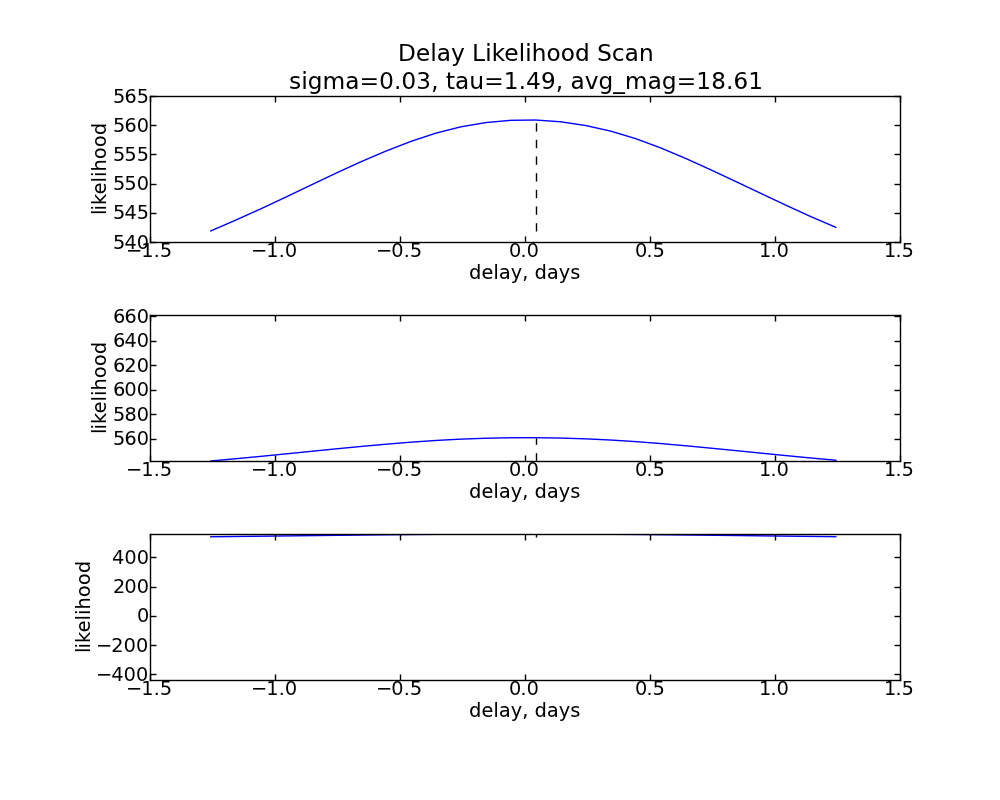 Delay Likelihood Scan
sigma=0.03, tau=1.49, avg_mag=18.61
565
560
555
550
545
540
likelihood
−1.5 −1.0 −0.5 0.0 0.5 1.0 1.5
delay, days
660
640
620
600
580
560
likelihood
−1.5 −1.0 −0.5 0.0 0.5 1.0 1.5
delay, days
400
200
0
−200
−400
likelihood
−1.5 −1.0 −0.5 0.0 0.5 1.0 1.5
delay, days